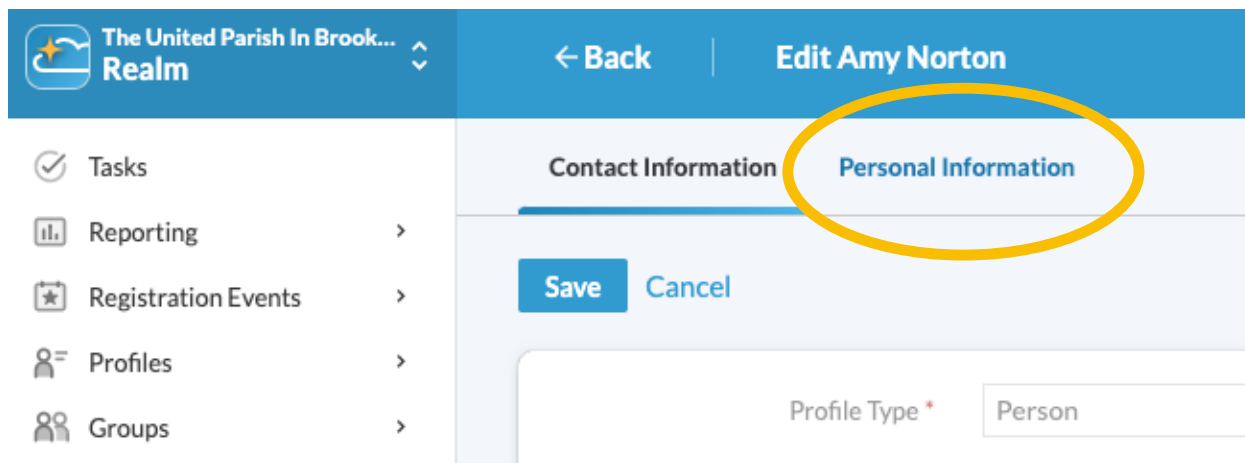 The United Parish In Brook...
Realm
← Back
Edit Amy Norton
Tasks
Reporting
Registration Events
Profiles
Groups
Contact Information
Personal Information
Save
Cancel
Profile Type *
Person